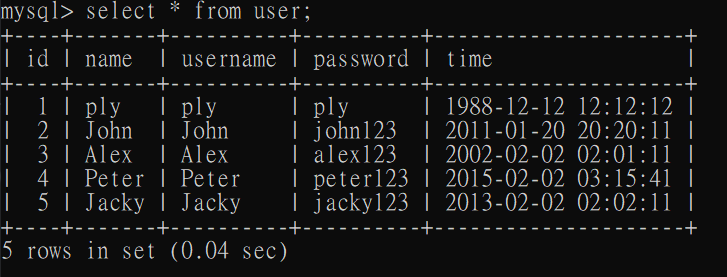 mysql> select * from user;
+----+-------+----------+----------+---------------------+
| id | name  | username | password | time                |
+----+-------+----------+----------+---------------------+
|  1 | ply   | ply      | ply      | 1988-12-12 12:12:12 |
|  2 | John  | John     | john123  | 2011-01-20 20:20:11 |
|  3 | Alex  | Alex     | alex123  | 2002-02-02 02:01:11 |
|  4 | Peter | Peter    | peter123 | 2015-02-02 03:15:41 |
|  5 | Jacky | Jacky    | jacky123 | 2013-02-02 02:02:11 |
+----+-------+----------+----------+---------------------+
5 rows in set (0.04 sec)